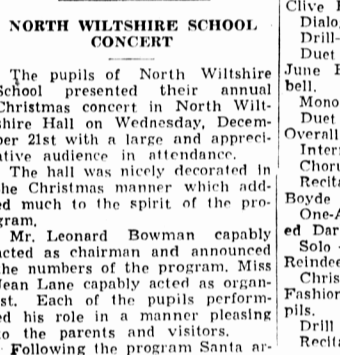 NORTH WILTSHIRE SCHOOL
CONCERT
The pupils of North Wiltshire
School presented their annual
Christmas concert in North Wilt-
shire Hall on Wednesday, Decem-
ber 21st with a large and appreci-
ative audience in attendance.
The hall was nicely decorated in
the Christmas manner which add-
ed much to the spirit of the pro-
gram.
Mr. Leonard Bowman capably
acted as chairman and announced
the numbers of the program. Miss
Jean Lane capably acted as organ-
ist. Each of the pupils perform-
ed his role in a manner pleasing
to the parents and visitors.
Following the program Santa ar-
Clive
Dialo
Drill-
Duet
June
bell.
Mono
Duet
Overall
Inter
Choru
Recita
Boyde
One-A
ed Dar
Solo -
Reindee
Chris
Fashion
pils.
Drill
Recita